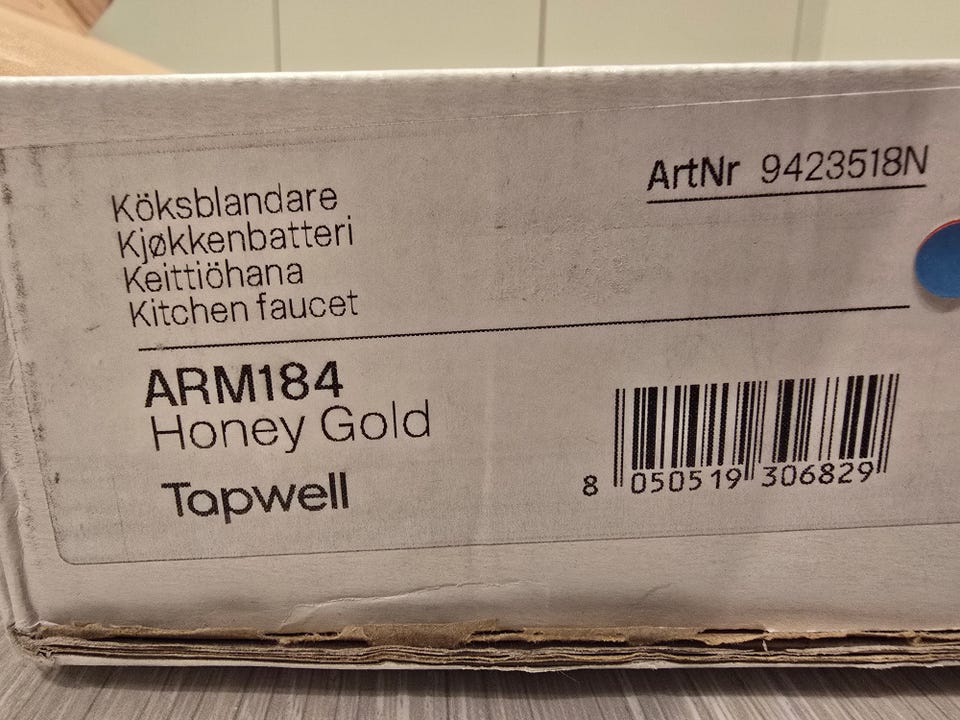 ArtNr 9423518N
Köksblandare
Kjøkkenbatteri
Keittiöhana
Kitchen faucet
ARM184
Honey Gold
Tapwell
8 050519 306829